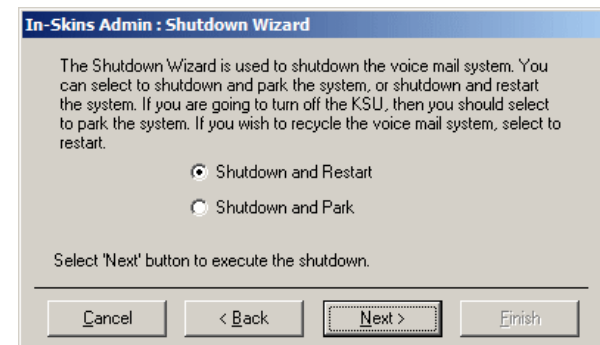 In-Skins Admin : Shutdown Wizard
The Shutdown Wizard is used to shutdown the voice mail system. You
can select to shutdown and park the system, or shutdown and restart
the system. If you are going to turn off the KSU, then you should select
to park the system. If you wish to recycle the voice mail system, select to
restart.
Shutdown and Restart
Shutdown and Park
Select 'Next' button to execute the shutdown.
Cancel < Back Next > Finish